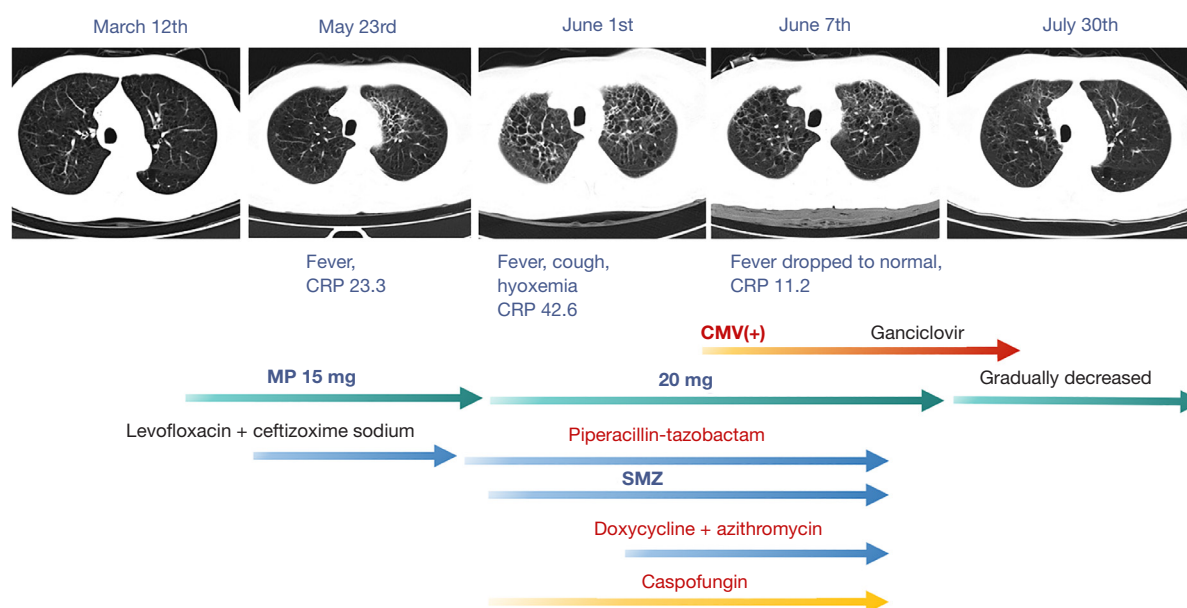 March 12th
May 23rd
June 1st
June 7th
July 30th
Fever,
CRP 23.3
Fever, cough,
hyoxemia
CRP 42.6
Fever dropped to normal,
CRP 11.2
CMV(+)
Ganciclovir
MP 15 mg
20 mg
Gradually decreased
Levofloxacin + ceftizoxime sodium
Piperacillin-tazobactam
SMZ
Doxycycline + azithromycin
Caspofungin